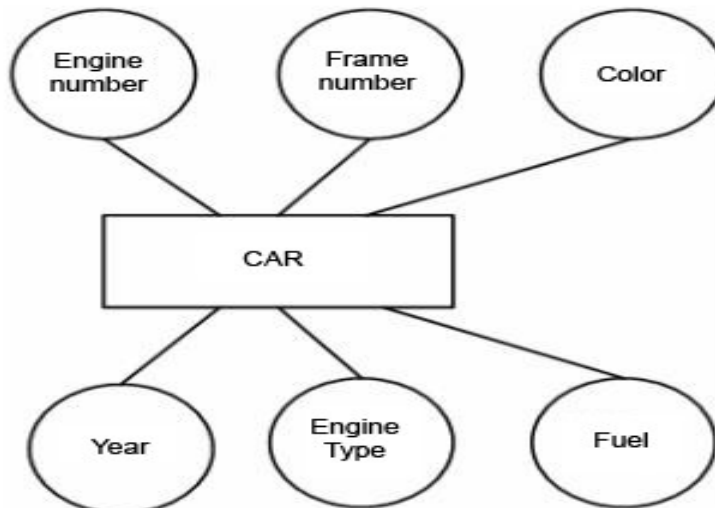 Engine
number
Frame
number
Color
CAR
Year
Engine
Type
Fuel